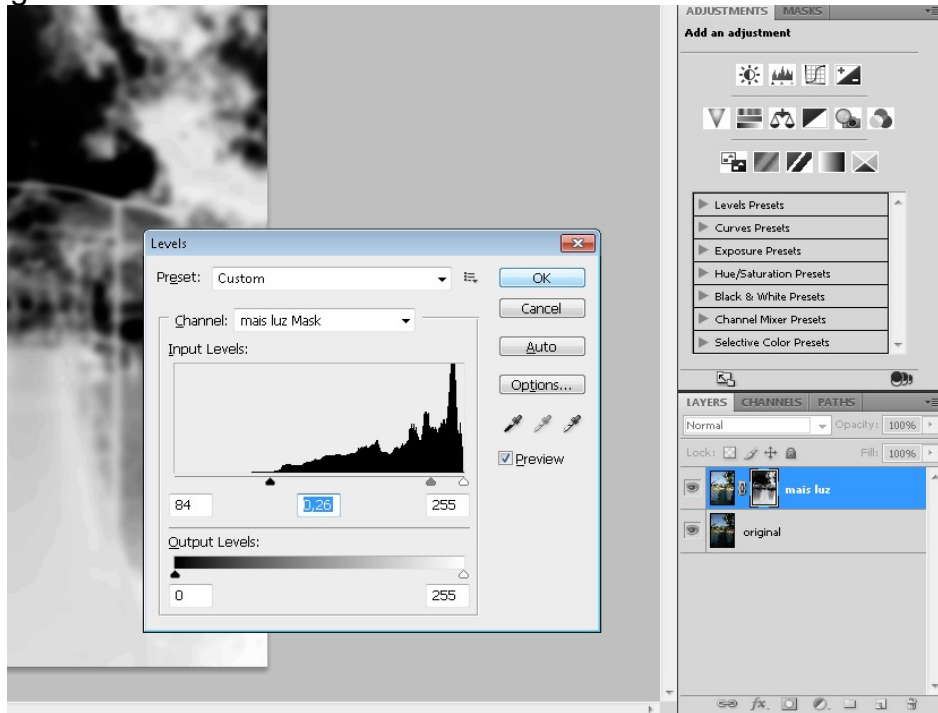 ADJUSTMENTS MASKS
Add an adjustment
Levels Presets
Curves Presets
Exposure Presets
Hue/Saturation Presets
Black & White Presets
Channel Mixer Presets
Selective Color Presets
Levels
Preset: Custom
OK
Channel: mais luz Mask
Cancel
Input Levels:
Auto
Options...
Preview
84 0,26 255
Output Levels:
0 255
LAYERS CHANNELS PATHS
Normal Opacity: 100%
Lock: Fill: 100%
mais luz
original
fx.